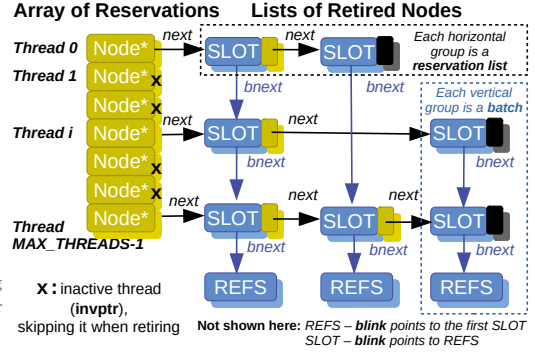 Array of Reservations
Lists of Retired Nodes
Thread 0
Node*
next
SLOT
next
SLOT
Each horizontal
group is a
reservation list
Thread 1
Node*
x
bnext
bnext
Node*
x
Each vertical
group is a batch
Thread i
Node*
next
SLOT
next
SLOT
Node*
x
bnext
bnext
Node*
x
next
next
next
Thread
MAX_THREADS-1
Node*
SLOT
SLOT
SLOT
bnext
bnext
bnext
REFS
REFS
REFS
x : inactive thread
(invptr),
skipping it when retiring
Not shown here: REFS – blink points to the first SLOT
SLOT – blink points to REFS